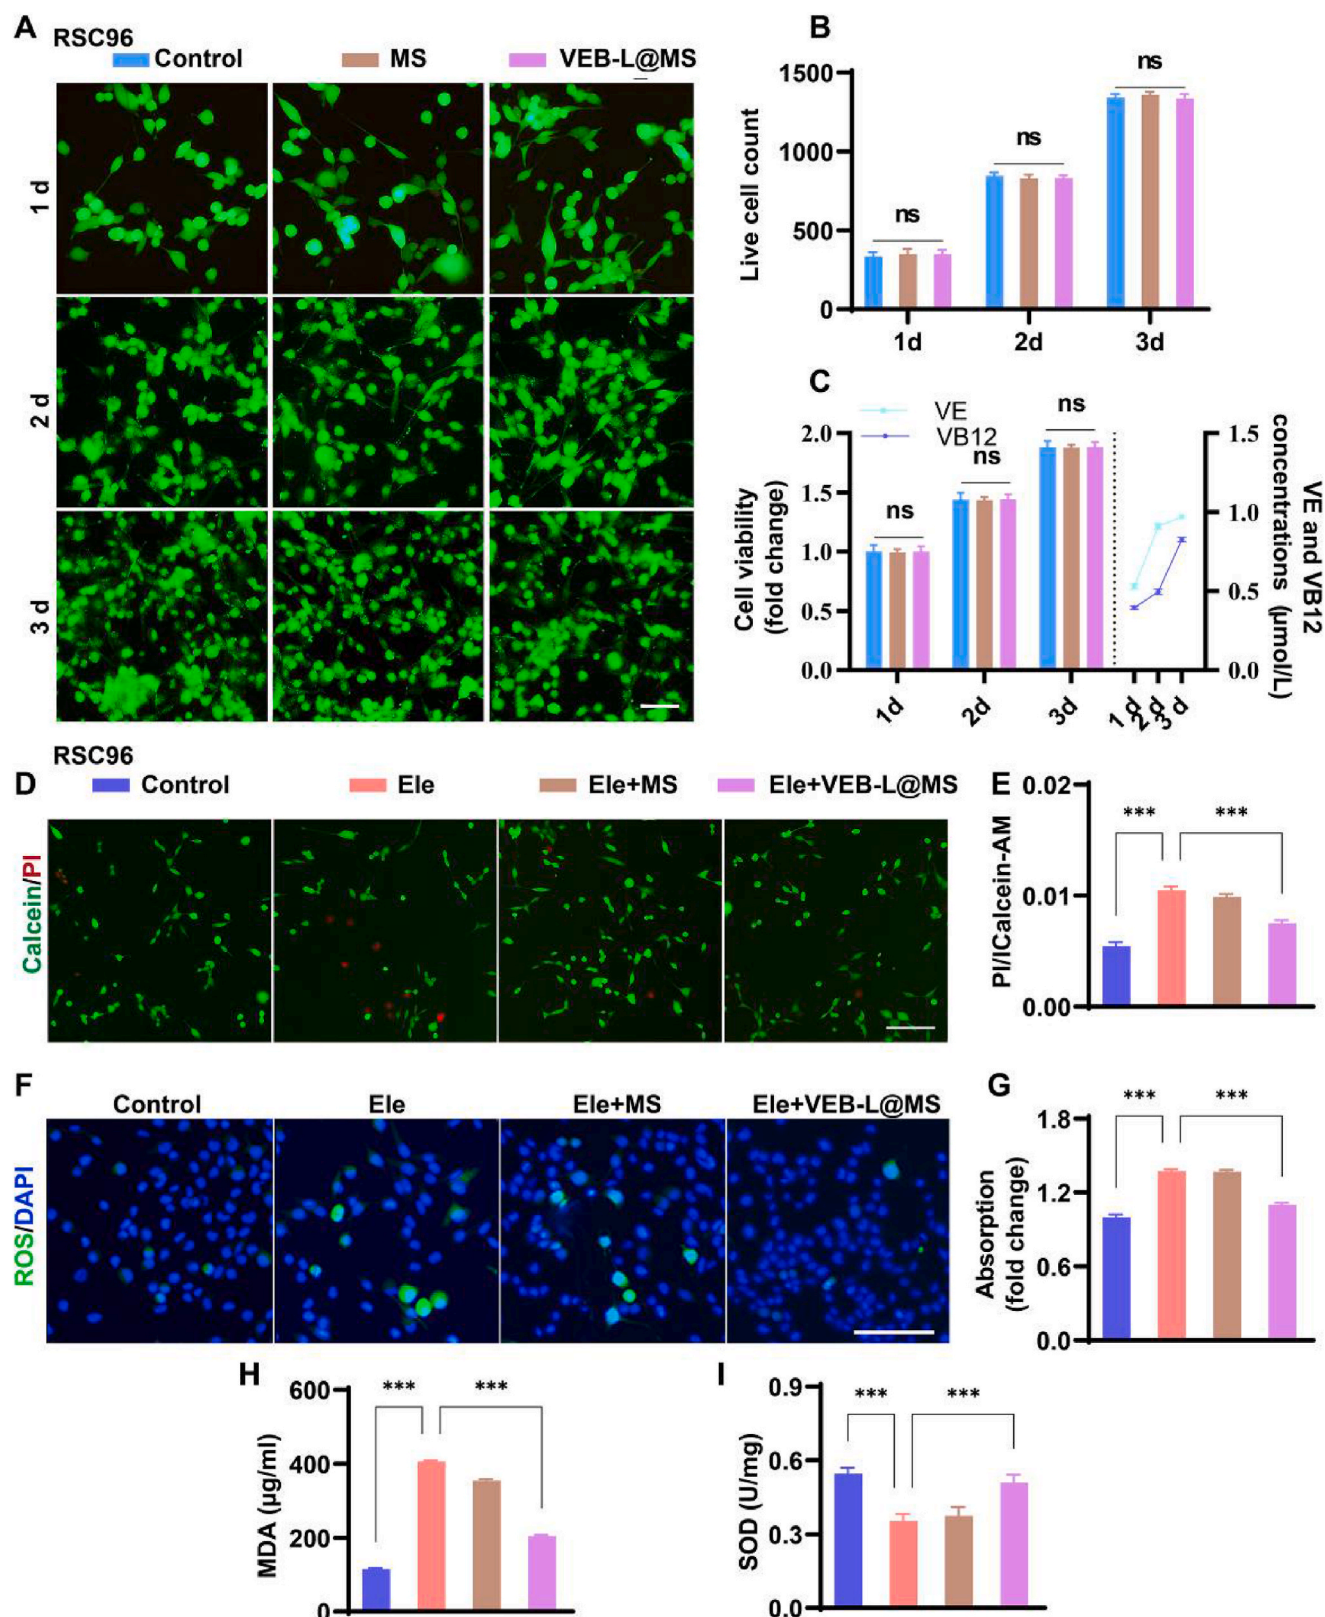 A
RSC96
Control
MS
VEB-L@MS
1 d
2 d
3 d
B
Live cell count
1500
1000
500
0
ns
ns
ns
1d
2d
3d
C
VE
VB12
Cell viability
(fold change)
2.0
1.5
1.0
0.5
0.0
ns
ns
ns
1d
2d
3d
1 d
2 d
3 d
1.5
1.0
0.5
0.0
VE and VB12
concentrations (μmol/L)
RSC96
D
Control
Ele
Ele+MS
Ele+VEB-L@MS
Calcein/PI
E
PI/ICalcein-AM
0.02
0.01
0.00
***
***
F
Control
Ele
Ele+MS
Ele+VEB-L@MS
ROS/DAPI
G
Absorption
(fold change)
1.8
1.2
0.6
0.0
***
***
H
MDA (μg/ml)
600
400
200
0
***
***
I
SOD (U/mg)
0.9
0.6
0.3
0.0
***
***